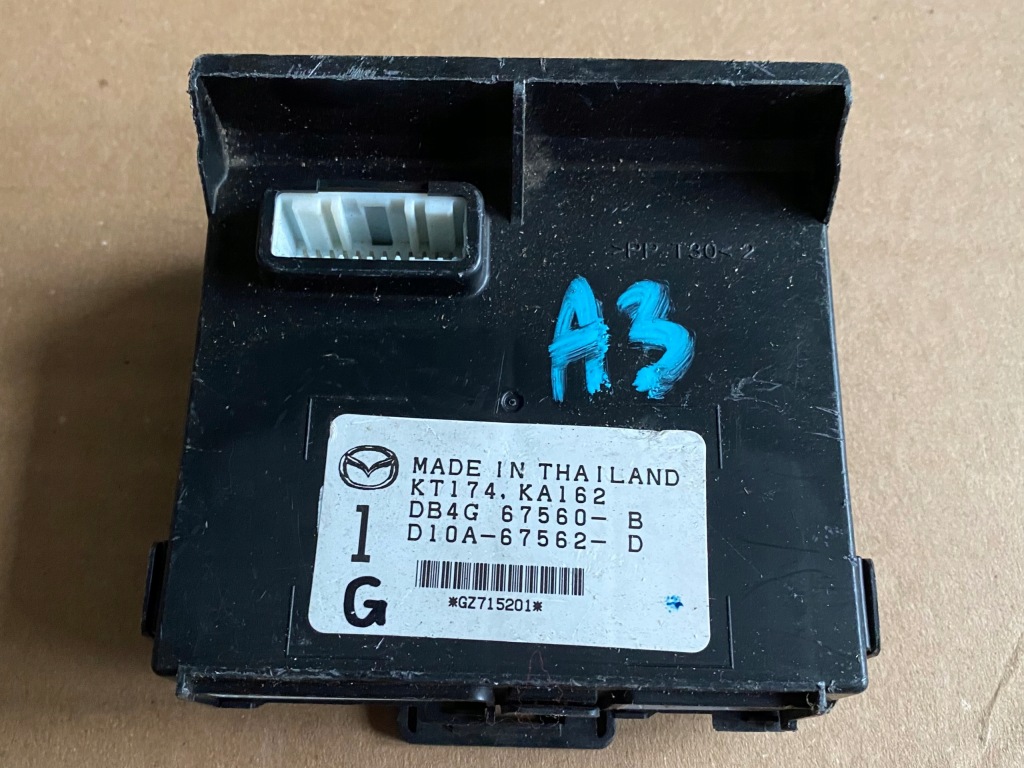 >PP T30< 2
A3
MADE IN THAILAND
KT174. KA162
DB4G 67560- B
D10A-67562- D
1
G
*GZ715201*